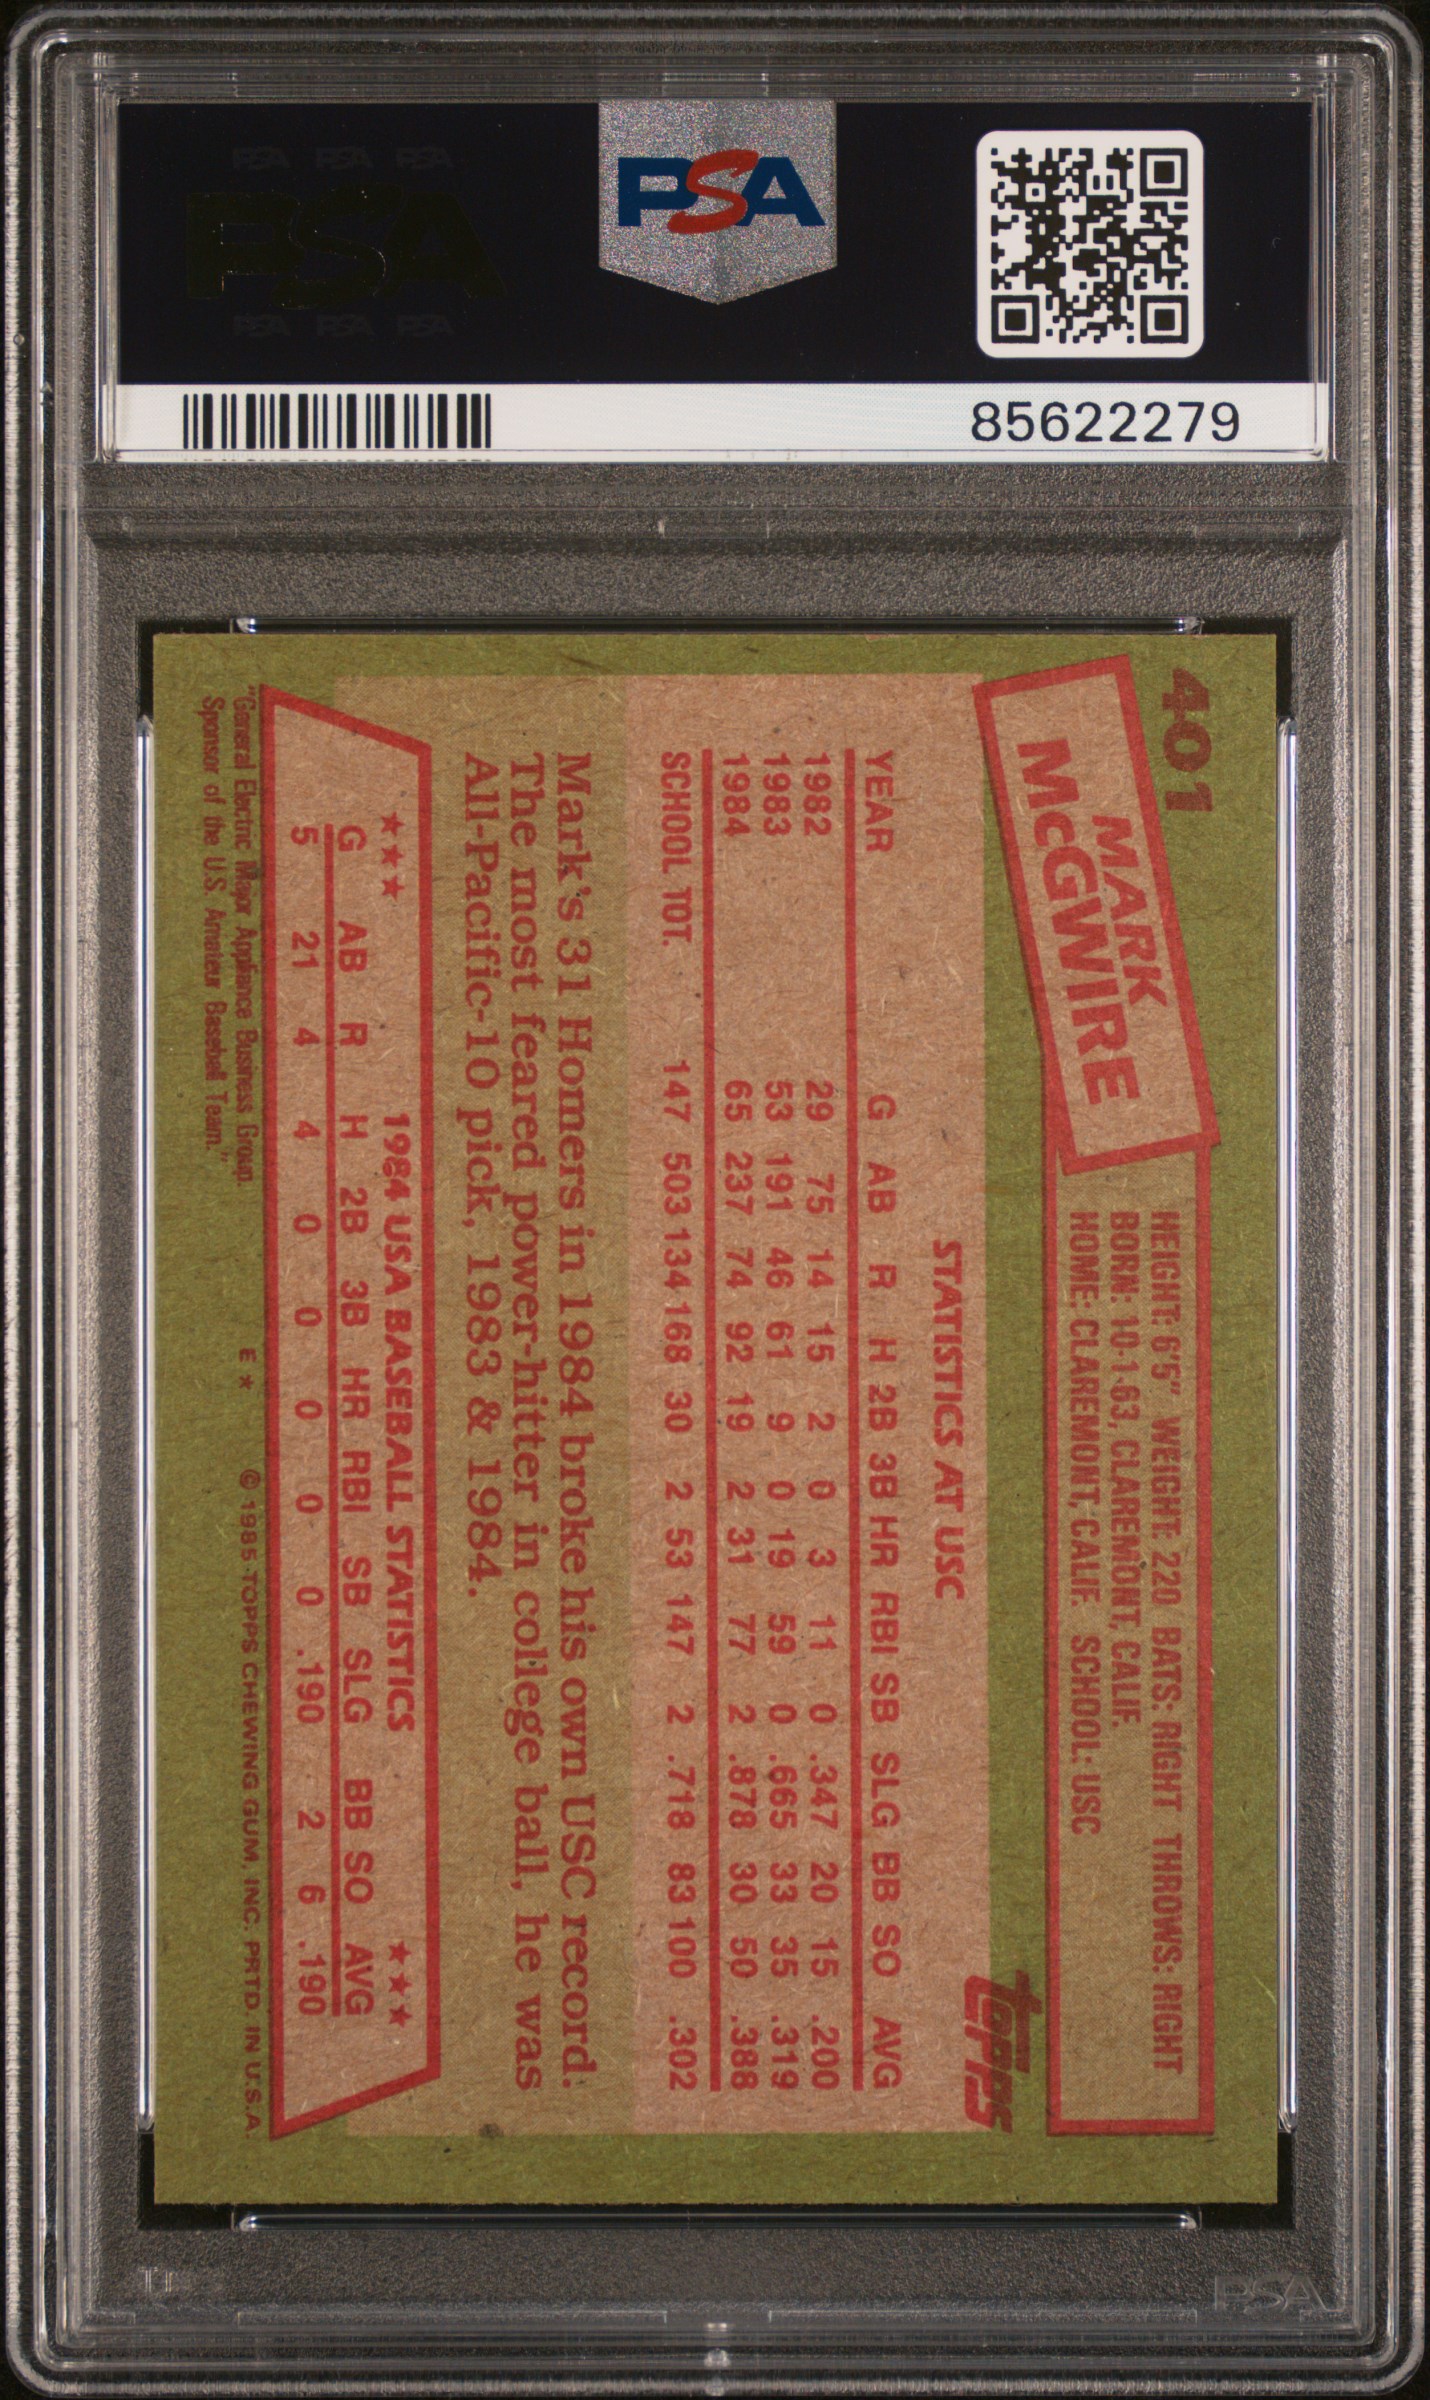 PSA PSA PSA
PSA
PSA PSA PSA
PSA
85622279
401
MARK
McGWIRE
HEIGHT: 6'5" WEIGHT: 220 BATS: RIGHT THROWS: RIGHT
BORN: 10-1-63, CLAREMONT, CALIF.
HOME: CLAREMONT, CALIF. SCHOOL: USC
topps
STATISTICS AT USC
YEAR G AB R H 2B 3B HR RBI SB SLG BB SO AVG
1982 29 75 14 15 2 0 3 11 0 .347 20 15 .200
1983 53 191 46 61 9 0 19 59 0 .665 33 35 .319
1984 65 237 74 92 19 2 31 77 2 .878 30 50 .388
SCHOOL TOT. 147 503 134 168 30 2 53 147 2 .718 83 100 .302
Mark's 31 Homers in 1984 broke his own USC record.
The most feared power-hitter in college ball, he was
All-Pacific-10 pick, 1983 & 1984.
★★★ 1984 USA BASEBALL STATISTICS ★★★
G AB R H 2B 3B HR RBI SB SLG BB SO AVG
5 21 4 4 0 0 0 0 0 .190 2 6 .190
"General Electric Major Appliance Business Group
Sponsor of the U.S. Amateur Baseball Team."
E* © 1985 TOPPS CHEWING GUM, INC. PRTD. IN U.S.A.
PSA